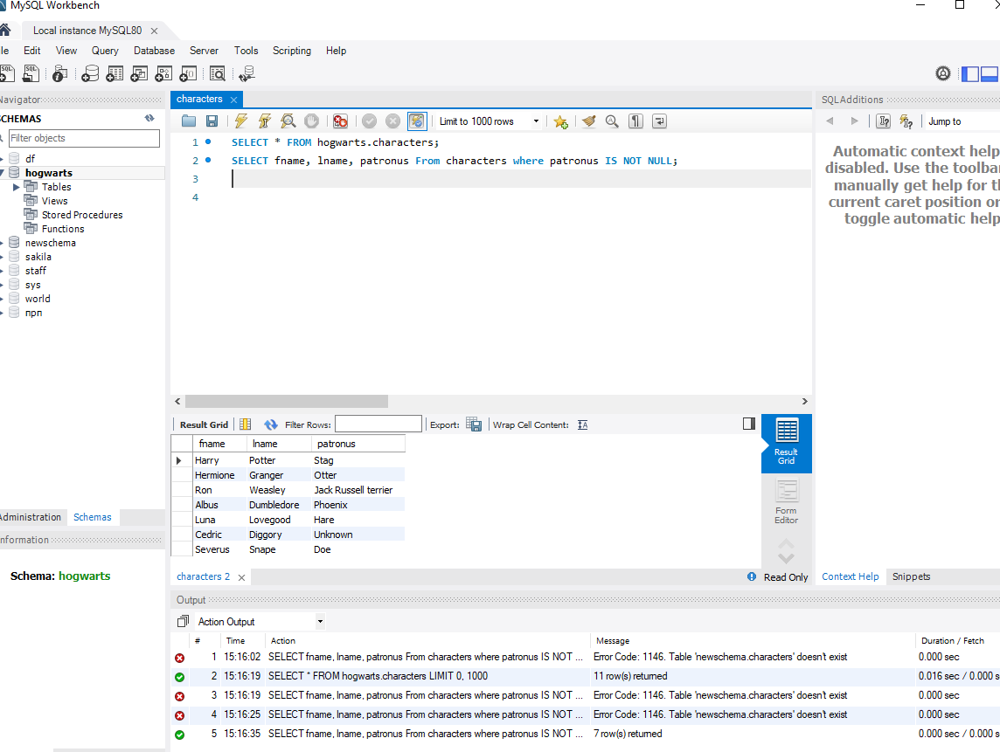 MySQL Workbench
Local instance MySQL80
le Edit View Query Database Server Tools Scripting Help
Navigator
SCHEMAS
Filter objects
df
hogwarts
Tables
Views
Stored Procedures
Functions
newschema
sakila
staff
sys
world
npn
Administration Schemas
nformation
Schema: hogwarts
characters
Limit to 1000 rows
1 SELECT * FROM hogwarts.characters;
2 SELECT fname, lname, patronus From characters where patronus IS NOT NULL;
3
4
Result Grid Filter Rows: Export: Wrap Cell Content:
fname lname patronus
Harry Potter Stag
Hermione Granger Otter
Ron Weasley Jack Russell terrier
Albus Dumbledore Phoenix
Luna Lovegood Hare
Cedric Diggory Unknown
Severus Snape Doe
Result
Grid
Form
Editor
characters 2
Read Only
SQLAdditions
Jump to
Automatic context help
disabled. Use the toolba
manually get help for t
current caret position o
toggle automatic help
Context Help Snippets
Output
Action Output
# Time Action Message Duration / Fetch
1 15:16:02 SELECT fname, lname, patronus From characters where patronus IS NOT ... Error Code: 1146. Table 'newschema.characters' doesn't exist 0.000 sec
2 15:16:19 SELECT * FROM hogwarts.characters LIMIT 0, 1000 11 row(s) returned 0.016 sec / 0.000 s
3 15:16:19 SELECT fname, lname, patronus From characters where patronus IS NOT ... Error Code: 1146. Table 'newschema.characters' doesn't exist 0.000 sec
4 15:16:25 SELECT fname, lname, patronus From characters where patronus IS NOT ... Error Code: 1146. Table 'newschema.characters' doesn't exist 0.000 sec
5 15:16:35 SELECT fname, lname, patronus From characters where patronus IS NOT ... 7 row(s) returned 0.000 sec / 0.000 s